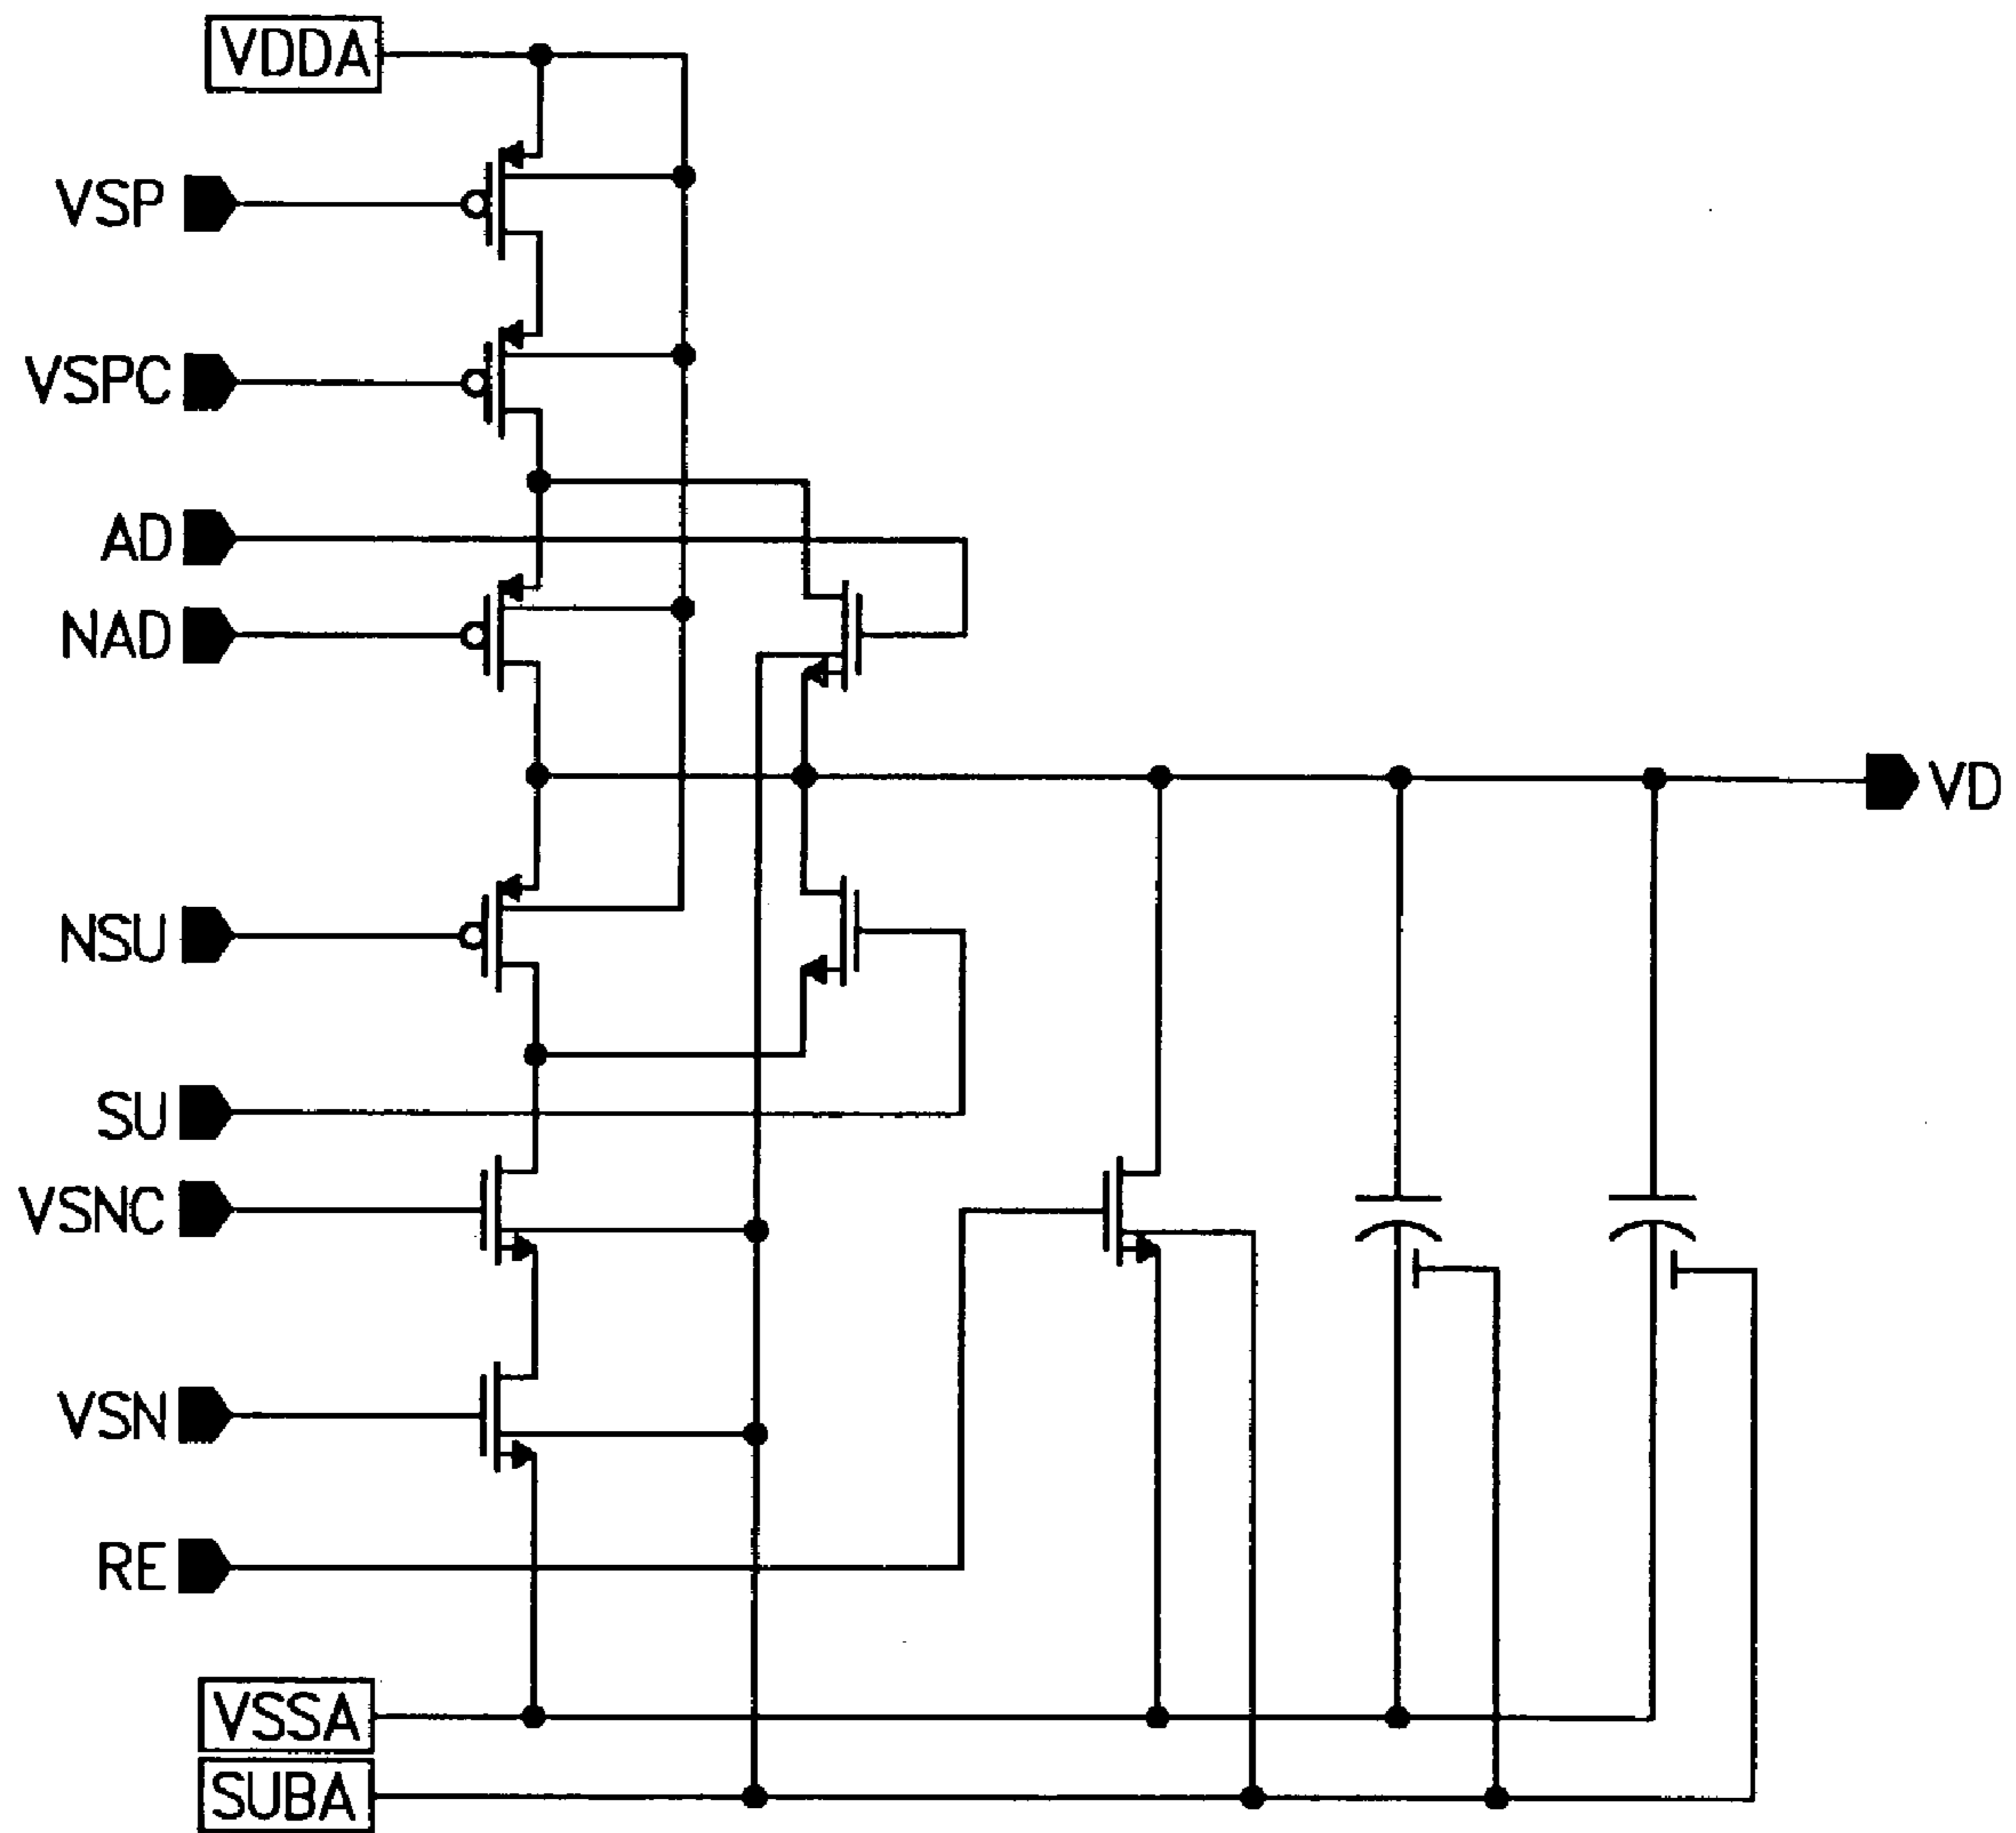 VDDA
VSP
VSPC
AD
NAD
VD
NSU
SU
VSNC
VSN
RE
VSSA
SUBA